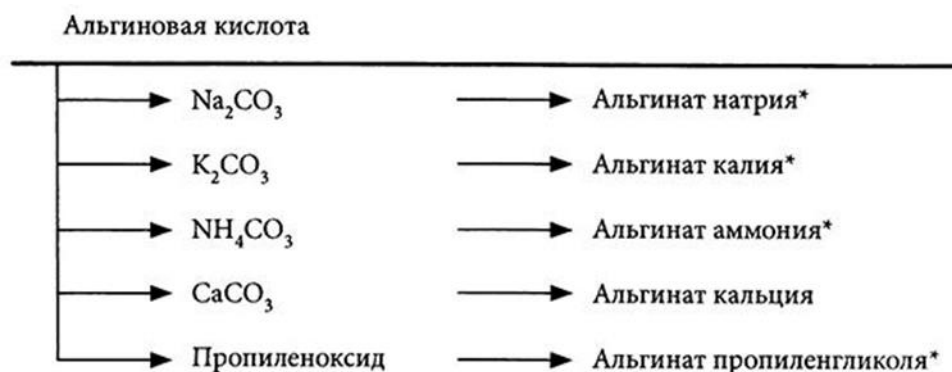 Альгиновая кислота
Na₂CO₃ Альгинат натрия*
K₂CO₃ Альгинат калия*
NH₄CO₃ Альгинат аммония*
CaCO₃ Альгинат кальция
Пропиленоксид Альгинат пропиленгликоля*